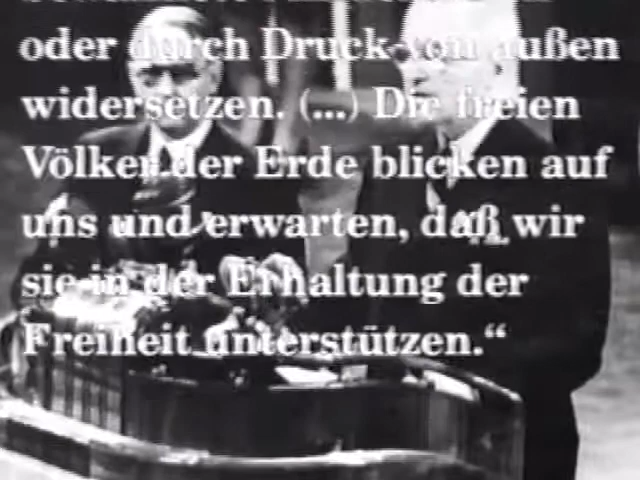 oder durch Druck von außen
widersetzen. (...) Die freien
Völker der Erde blicken auf
uns und erwarten, daß wir
sie in der Erhaltung der
Freiheit unterstützen.“